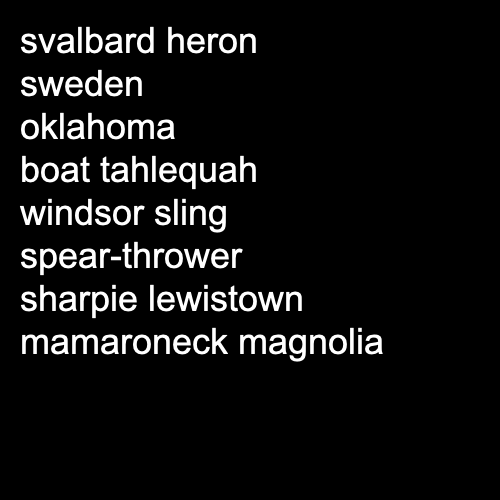 svalbard heron
sweden
oklahoma
boat tahlequah
windsor sling
spear-thrower
sharpie lewistown
mamaroneck magnolia